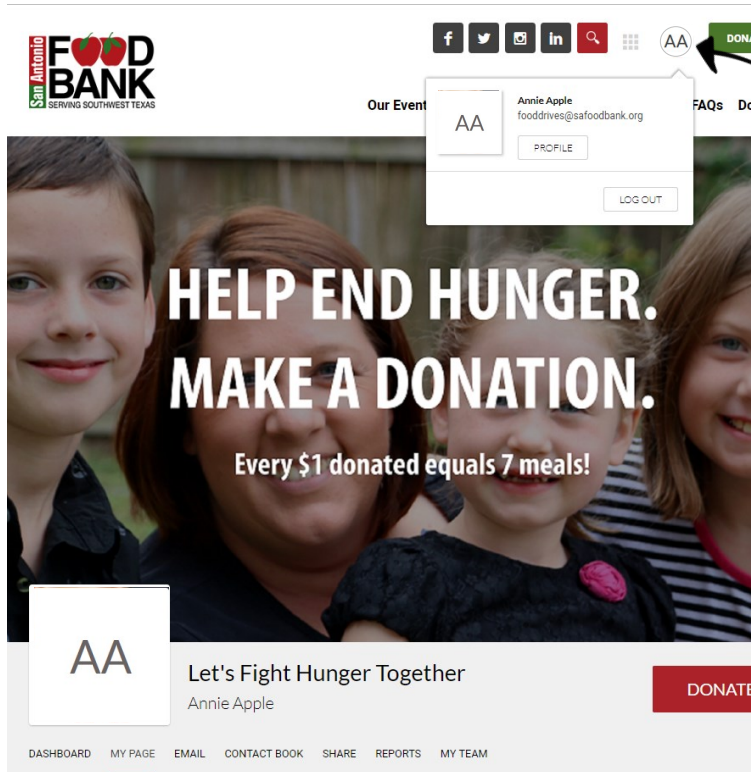 San Antonio
FOOD
BANK
SERVING SOUTHWEST TEXAS
f
in
AA
DONA
Our Event
FAQs Do
AA
Annie Apple
fooddrives@safoodbank.org
PROFILE
LOG OUT
HELP END HUNGER.
MAKE A DONATION.
Every $1 donated equals 7 meals!
AA
Let's Fight Hunger Together
Annie Apple
DONATE
DASHBOARD MY PAGE EMAIL CONTACT BOOK SHARE REPORTS MY TEAM